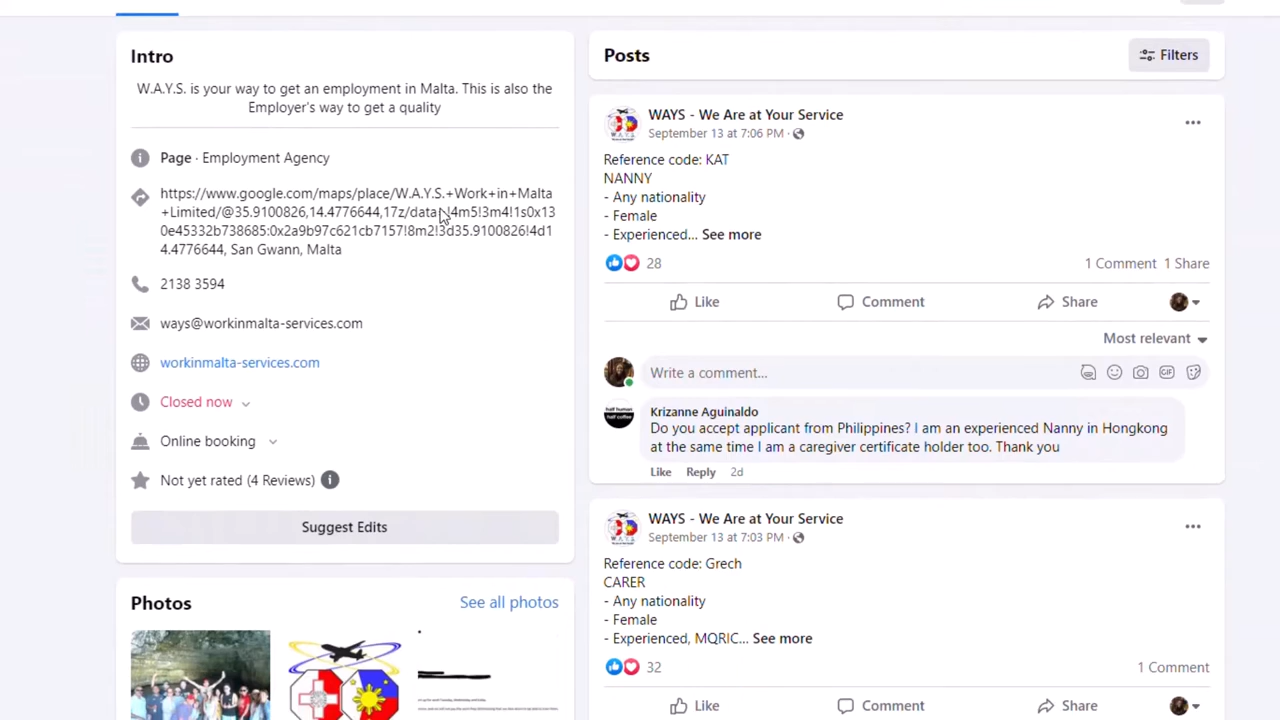 Intro
W.A.Y.S. is your way to get an employment in Malta. This is also the
Employer's way to get a quality
Page · Employment Agency
https://www.google.com/maps/place/W.A.Y.S.+Work+in+Malta
+Limited/@35.9100826,14.4776644,17z/data=!4m5!3m4!1s0x13
0e45332b738685:0x2a9b97c621cb7157!8m2!3d35.9100826!4d1
4.4776644, San Gwann, Malta
2138 3594
ways@workinmalta-services.com
workinmalta-services.com
Closed now
Online booking
Not yet rated (4 Reviews)
Suggest Edits
Photos
See all photos
Posts
Filters
WAYS - We Are at Your Service
September 13 at 7:06 PM ·
Reference code: KAT
NANNY
- Any nationality
- Female
- Experienced... See more
28
1 Comment 1 Share
Like
Comment
Share
Most relevant
Write a comment...
GIF
half human
half coffee
Krizanne Aguinaldo
Do you accept applicant from Philippines? I am an experienced Nanny in Hongkong
at the same time I am a caregiver certificate holder too. Thank you
Like Reply 2d
WAYS - We Are at Your Service
September 13 at 7:03 PM ·
Reference code: Grech
CARER
- Any nationality
- Female
- Experienced, MQRIC... See more
32
1 Comment
Like
Comment
Share